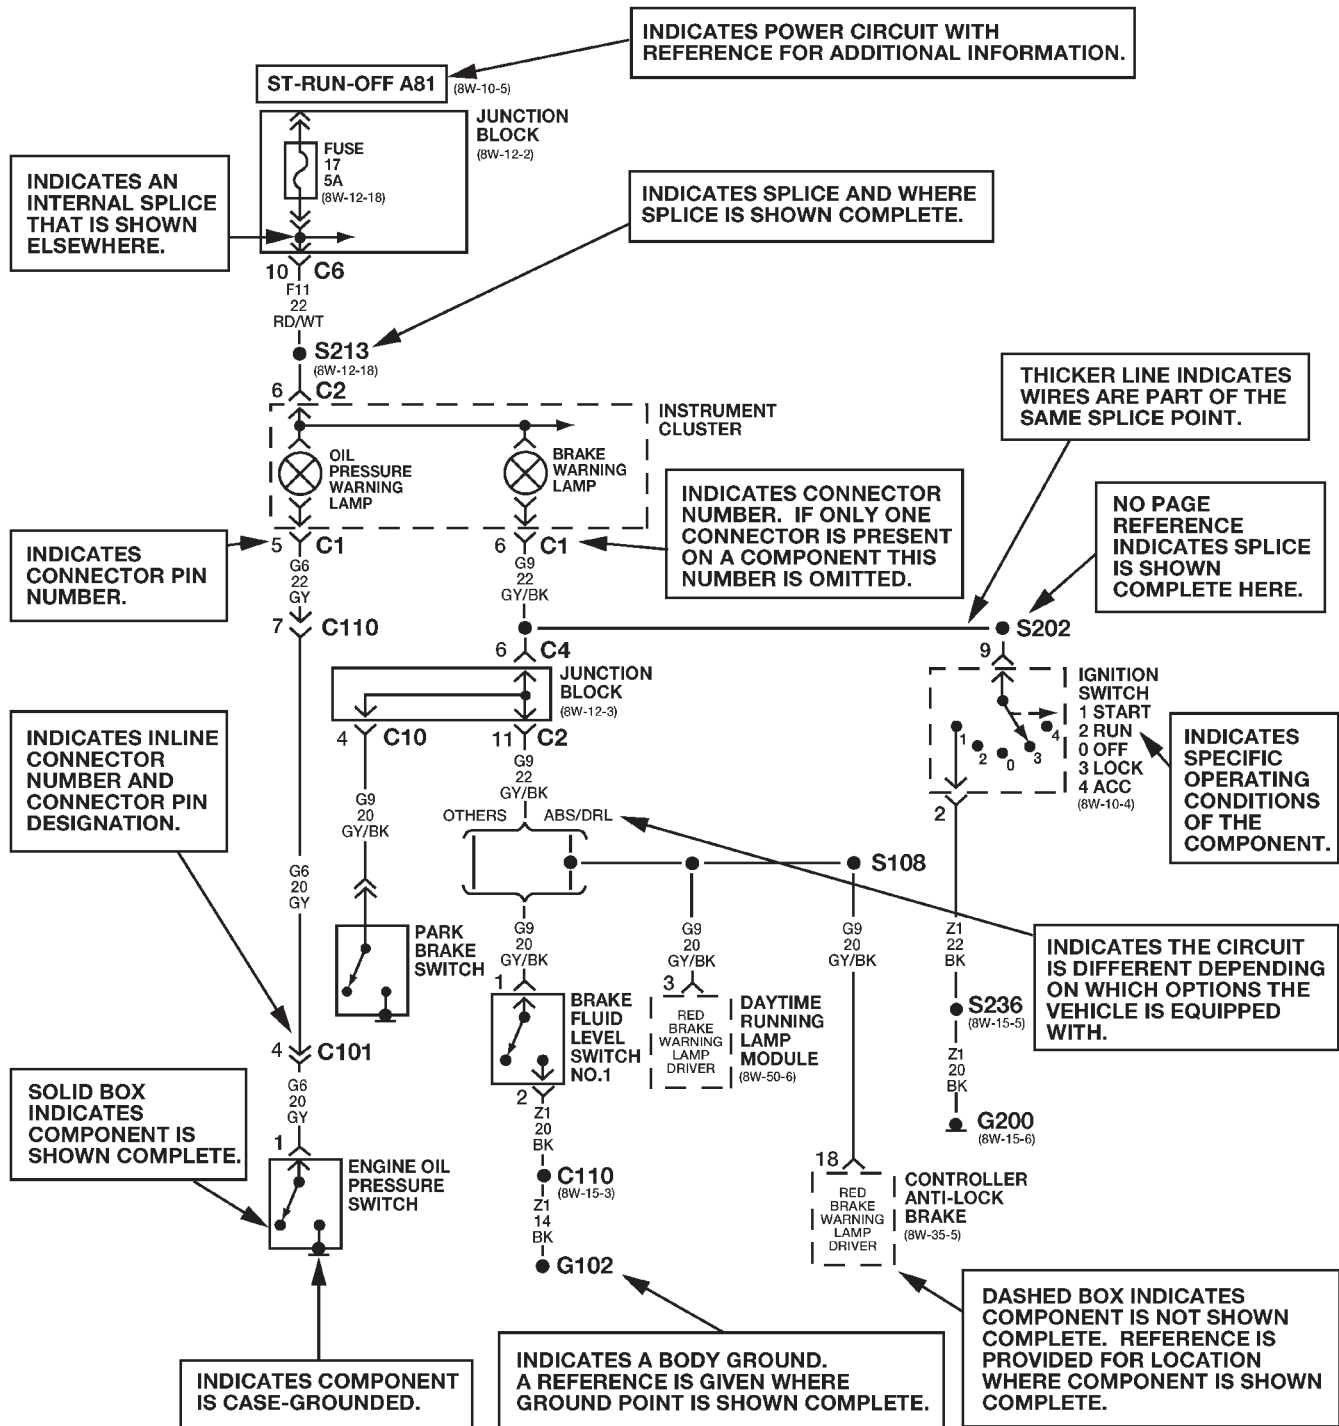 INDICATES POWER CIRCUIT WITH
REFERENCE FOR ADDITIONAL INFORMATION.
ST-RUN-OFF A81
(8W-10-5)
JUNCTION
BLOCK
(8W-12-2)
FUSE
17
5A
(8W-12-18)
INDICATES AN
INTERNAL SPLICE
THAT IS SHOWN
ELSEWHERE.
INDICATES SPLICE AND WHERE
SPLICE IS SHOWN COMPLETE.
10 C6
F11
22
RD/WT
S213
(8W-12-18)
6 C2
INSTRUMENT
CLUSTER
OIL
PRESSURE
WARNING
LAMP
BRAKE
WARNING
LAMP
THICKER LINE INDICATES
WIRES ARE PART OF THE
SAME SPLICE POINT.
INDICATES CONNECTOR
NUMBER. IF ONLY ONE
CONNECTOR IS PRESENT
ON A COMPONENT THIS
NUMBER IS OMITTED.
NO PAGE
REFERENCE
INDICATES SPLICE
IS SHOWN
COMPLETE HERE.
INDICATES
CONNECTOR PIN
NUMBER.
5 C1
G6
22
GY
6 C1
G9
22
GY/BK
7 C110
S202
6 C4
9
JUNCTION
BLOCK
(8W-12-3)
IGNITION
SWITCH
1 START
2 RUN
0 OFF
3 LOCK
4 ACC
(8W-10-4)
1
2
0
3
4
2
INDICATES
SPECIFIC
OPERATING
CONDITIONS
OF THE
COMPONENT.
INDICATES INLINE
CONNECTOR
NUMBER AND
CONNECTOR PIN
DESIGNATION.
4 C10
11 C2
G9
20
GY/BK
G9
22
GY/BK
OTHERS ABS/DRL
S108
G6
20
GY
PARK
BRAKE
SWITCH
G9
20
GY/BK
G9
20
GY/BK
G9
20
GY/BK
Z1
22
BK
INDICATES THE CIRCUIT
IS DIFFERENT DEPENDING
ON WHICH OPTIONS THE
VEHICLE IS EQUIPPED
WITH.
1
BRAKE
FLUID
LEVEL
SWITCH
NO.1
3
RED
BRAKE
WARNING
LAMP
DRIVER
DAYTIME
RUNNING
LAMP
MODULE
(8W-50-6)
S236
(8W-15-5)
Z1
20
BK
G200
(8W-15-6)
4 C101
G6
20
GY
SOLID BOX
INDICATES
COMPONENT IS
SHOWN COMPLETE.
1
ENGINE OIL
PRESSURE
SWITCH
2
Z1
20
BK
C110
(8W-15-3)
Z1
14
BK
G102
18
RED
BRAKE
WARNING
LAMP
DRIVER
CONTROLLER
ANTI-LOCK
BRAKE
(8W-35-5)
INDICATES COMPONENT
IS CASE-GROUNDED.
INDICATES A BODY GROUND.
A REFERENCE IS GIVEN WHERE
GROUND POINT IS SHOWN COMPLETE.
DASHED BOX INDICATES
COMPONENT IS NOT SHOWN
COMPLETE. REFERENCE IS
PROVIDED FOR LOCATION
WHERE COMPONENT IS SHOWN
COMPLETE.